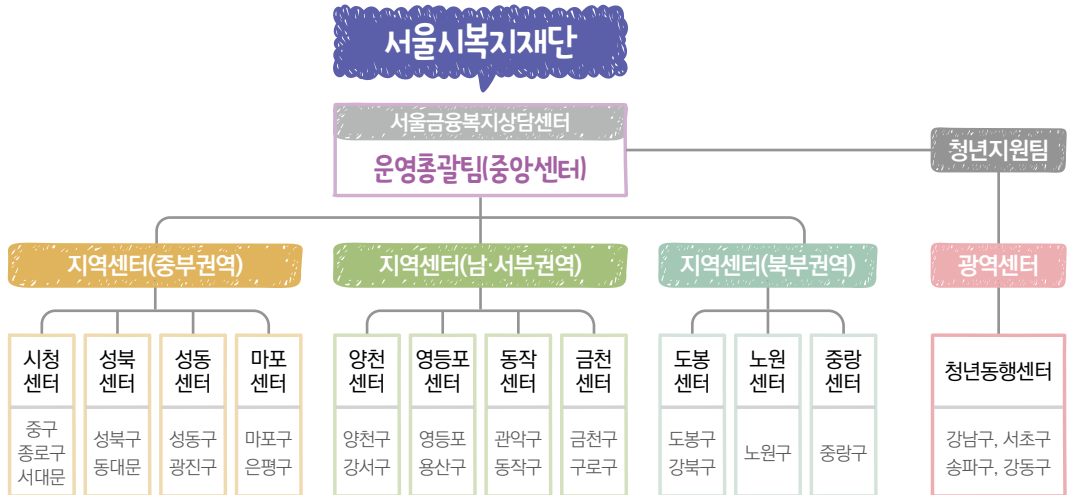 서울시복지재단
서울금융복지상담센터
운영총괄팀(중앙센터)
청년지원팀
지역센터(중부권역)
지역센터(남·서부권역)
지역센터(북부권역)
광역센터
시청
센터
중구
종로구
서대문
성북
센터
성북구
동대문
성동
센터
성동구
광진구
마포
센터
마포구
은평구
양천
센터
양천구
강서구
영등포
센터
영등포
용산구
동작
센터
관악구
동작구
금천
센터
금천구
구로구
도봉
센터
도봉구
강북구
노원
센터
노원구
중랑
센터
중랑구
청년동행센터
강남구, 서초구
송파구, 강동구